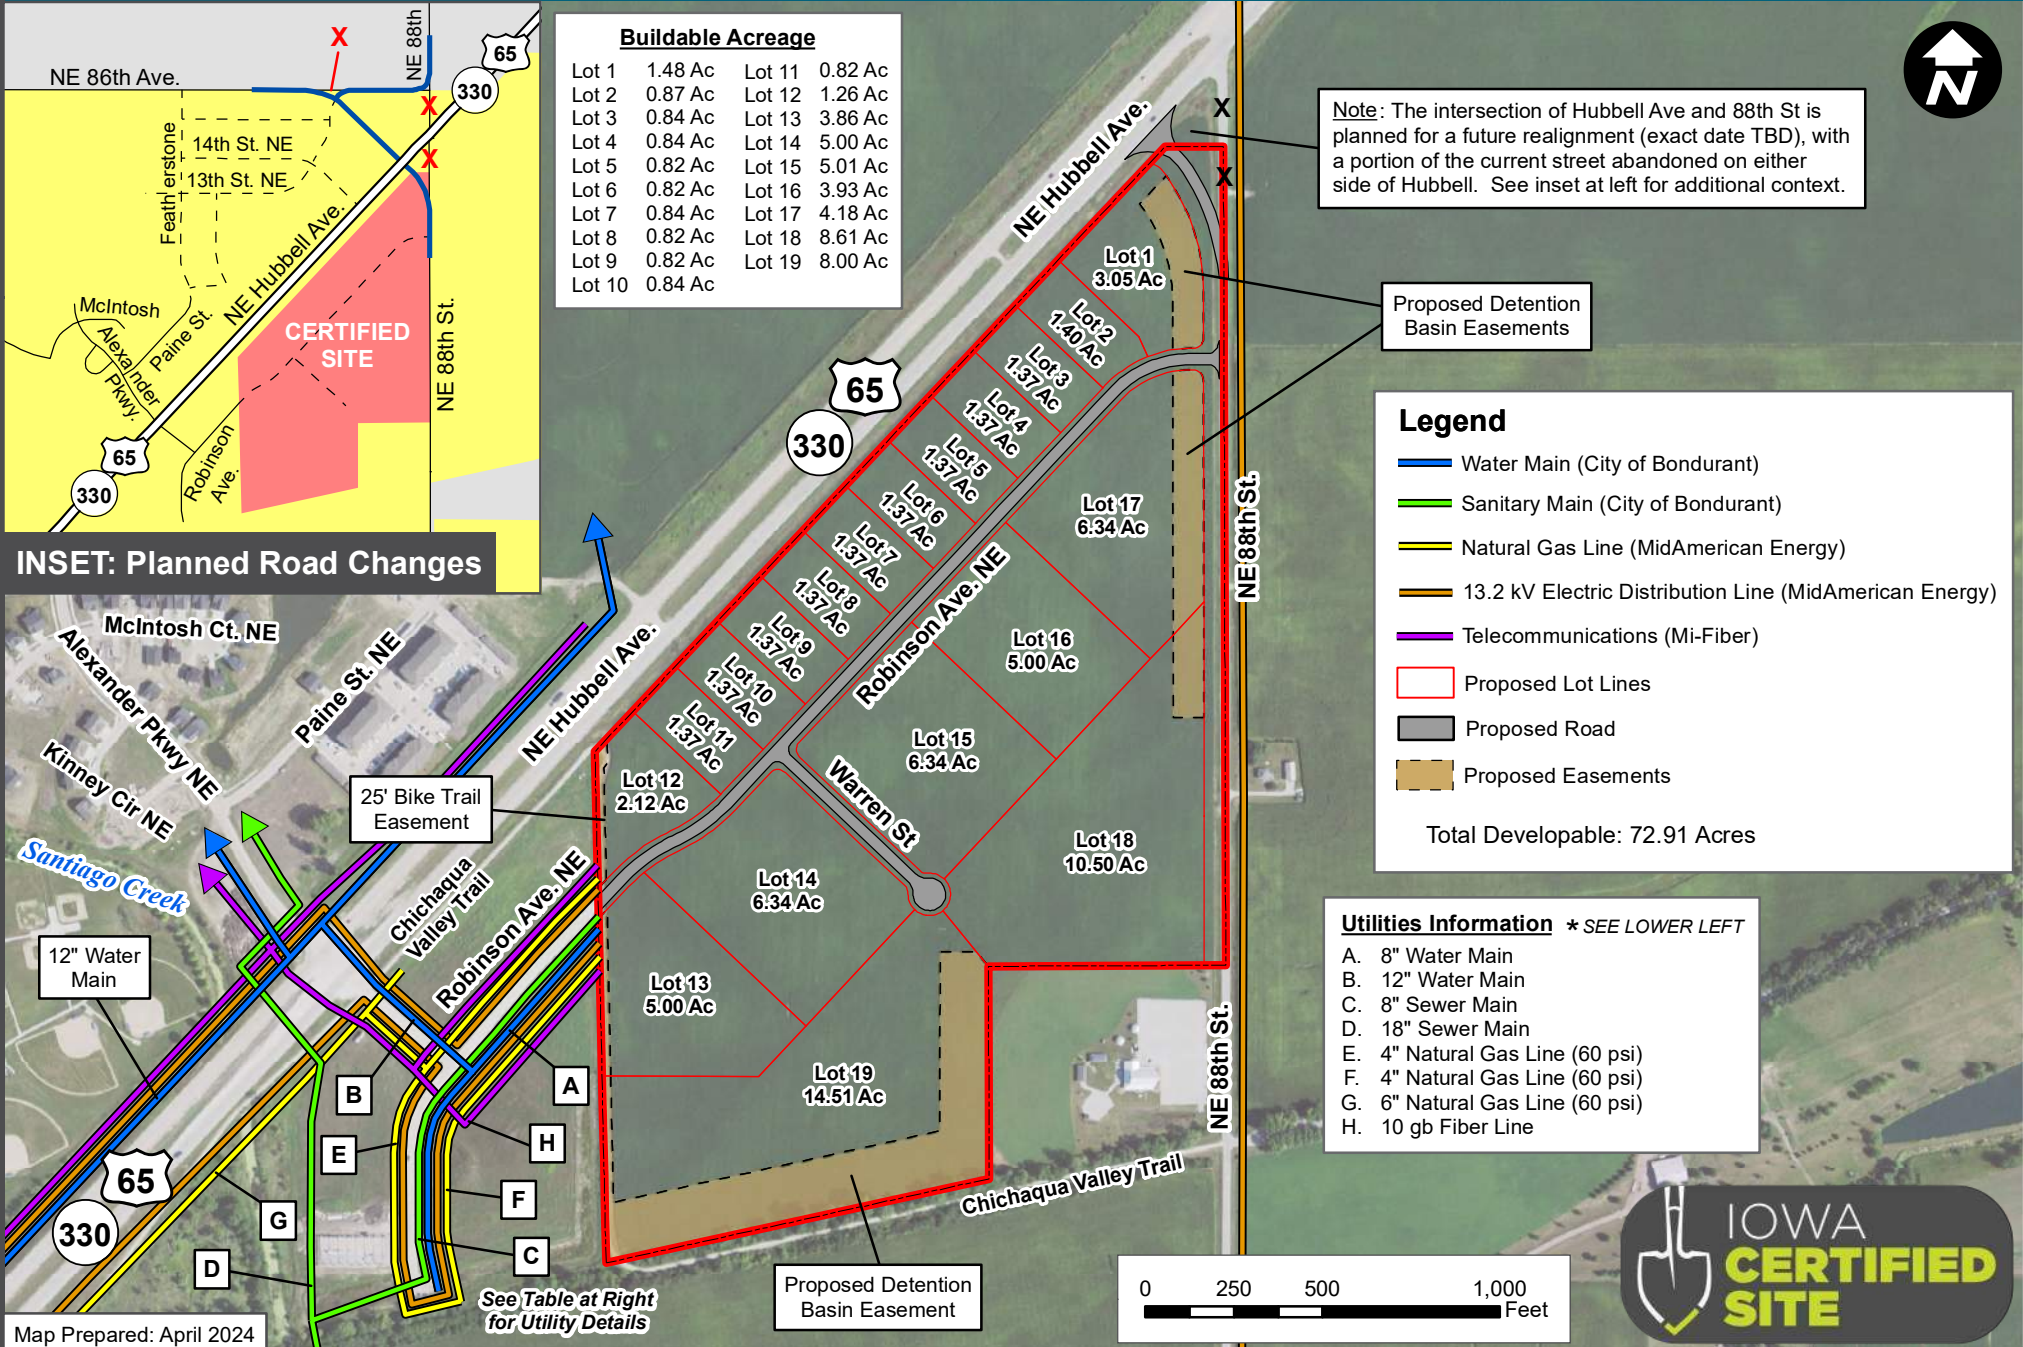 NE 86th Ave.
X
NE 88th
65
330
X
X
Featherstone
14th St. NE
13th St. NE
NE Hubbell Ave.
McIntosh
Alexander
Pkwy.
Paine St.
CERTIFIED
SITE
NE 88th St.
Robinson
Ave.
65
330
INSET: Planned Road Changes
Buildable Acreage
Lot 1 1.48 Ac Lot 11 0.82 Ac
Lot 2 0.87 Ac Lot 12 1.26 Ac
Lot 3 0.84 Ac Lot 13 3.86 Ac
Lot 4 0.84 Ac Lot 14 5.00 Ac
Lot 5 0.82 Ac Lot 15 5.01 Ac
Lot 6 0.82 Ac Lot 16 3.93 Ac
Lot 7 0.84 Ac Lot 17 4.18 Ac
Lot 8 0.82 Ac Lot 18 8.61 Ac
Lot 9 0.82 Ac Lot 19 8.00 Ac
Lot 10 0.84 Ac
N
Note: The intersection of Hubbell Ave and 88th St is
planned for a future realignment (exact date TBD), with
a portion of the current street abandoned on either
side of Hubbell. See inset at left for additional context.
X
X
NE Hubbell Ave.
Lot 1
3.05 Ac
Proposed Detention
Basin Easements
Lot 2
1.40 Ac
Lot 3
1.37 Ac
Lot 4
1.37 Ac
Lot 5
1.37 Ac
Lot 6
1.37 Ac
Lot 7
1.37 Ac
Lot 8
1.37 Ac
Lot 9
1.37 Ac
Lot 10
1.37 Ac
Lot 11
1.37 Ac
Lot 12
2.12 Ac
65
330
Lot 17
6.34 Ac
NE 88th St.
Robinson Ave. NE
Lot 16
5.00 Ac
Lot 15
6.34 Ac
Warren St
Lot 18
10.50 Ac
Lot 14
6.34 Ac
Lot 13
5.00 Ac
Lot 19
14.51 Ac
NE 88th St.
Chichaqua Valley Trail
Legend
Water Main (City of Bondurant)
Sanitary Main (City of Bondurant)
Natural Gas Line (MidAmerican Energy)
13.2 kV Electric Distribution Line (MidAmerican Energy)
Telecommunications (Mi-Fiber)
Proposed Lot Lines
Proposed Road
Proposed Easements
Total Developable: 72.91 Acres
McIntosh Ct. NE
Alexander Pkwy NE
Paine St. NE
NE Hubbell Ave.
Kinney Cir NE
Santiago Creek
25' Bike Trail
Easement
Chichaqua
Valley Trail
Robinson Ave. NE
12" Water
Main
B
A
E
H
F
G
C
D
65
330
See Table at Right
for Utility Details
Map Prepared: April 2024
Proposed Detention
Basin Easement
Utilities Information * SEE LOWER LEFT
A. 8" Water Main
B. 12" Water Main
C. 8" Sewer Main
D. 18" Sewer Main
E. 4" Natural Gas Line (60 psi)
F. 4" Natural Gas Line (60 psi)
G. 6" Natural Gas Line (60 psi)
H. 10 gb Fiber Line
0 250 500 1,000
Feet
IOWA
CERTIFIED
SITE